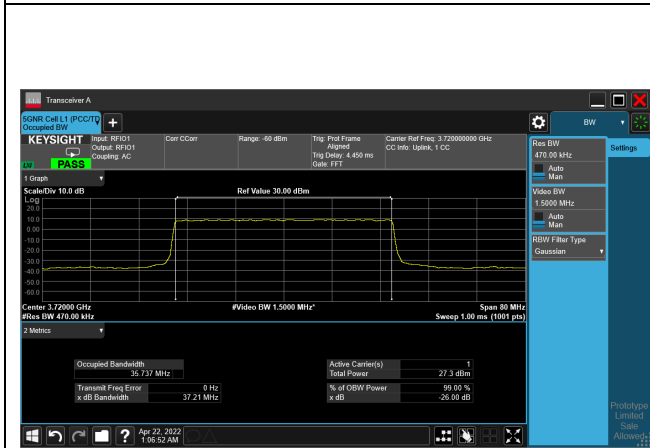 Transceiver A
5GNR Cell L1 (PCC/TD
Occupied BW
+
BW
KEYSIGHT
Input: RFIO1
Output: RFIO1
Coupling: AC
Corr CCorr
Range: -60 dBm
Trig: Prot Frame
Aligned
Trig Delay: 4.450 ms
Gate: FFT
Carrier Ref Freq: 3.720000000 GHz
CC Info: Uplink, 1 CC
LXI
PASS
Res BW
470.00 kHz
Auto
Man
Settings
Video BW
1.5000 MHz
Auto
Man
RBW Filter Type
Gaussian
1 Graph
Scale/Div 10.0 dB
Ref Value 30.00 dBm
Log
20.0
10.0
0.00
-10.0
-20.0
-30.0
-40.0
-50.0
-60.0
Center 3.72000 GHz
#Video BW 1.5000 MHz*
Span 80 MHz
#Res BW 470.00 kHz
Sweep 1.00 ms (1001 pts)
2 Metrics
Occupied Bandwidth
35.737 MHz
Active Carrier(s) 1
Total Power 27.3 dBm
Transmit Freq Error 0 Hz
x dB Bandwidth 37.21 MHz
% of OBW Power 99.00 %
x dB -26.00 dB
Prototype
Limited
Sale
Allowed
?
Apr 22, 2022
1:06:52 AM